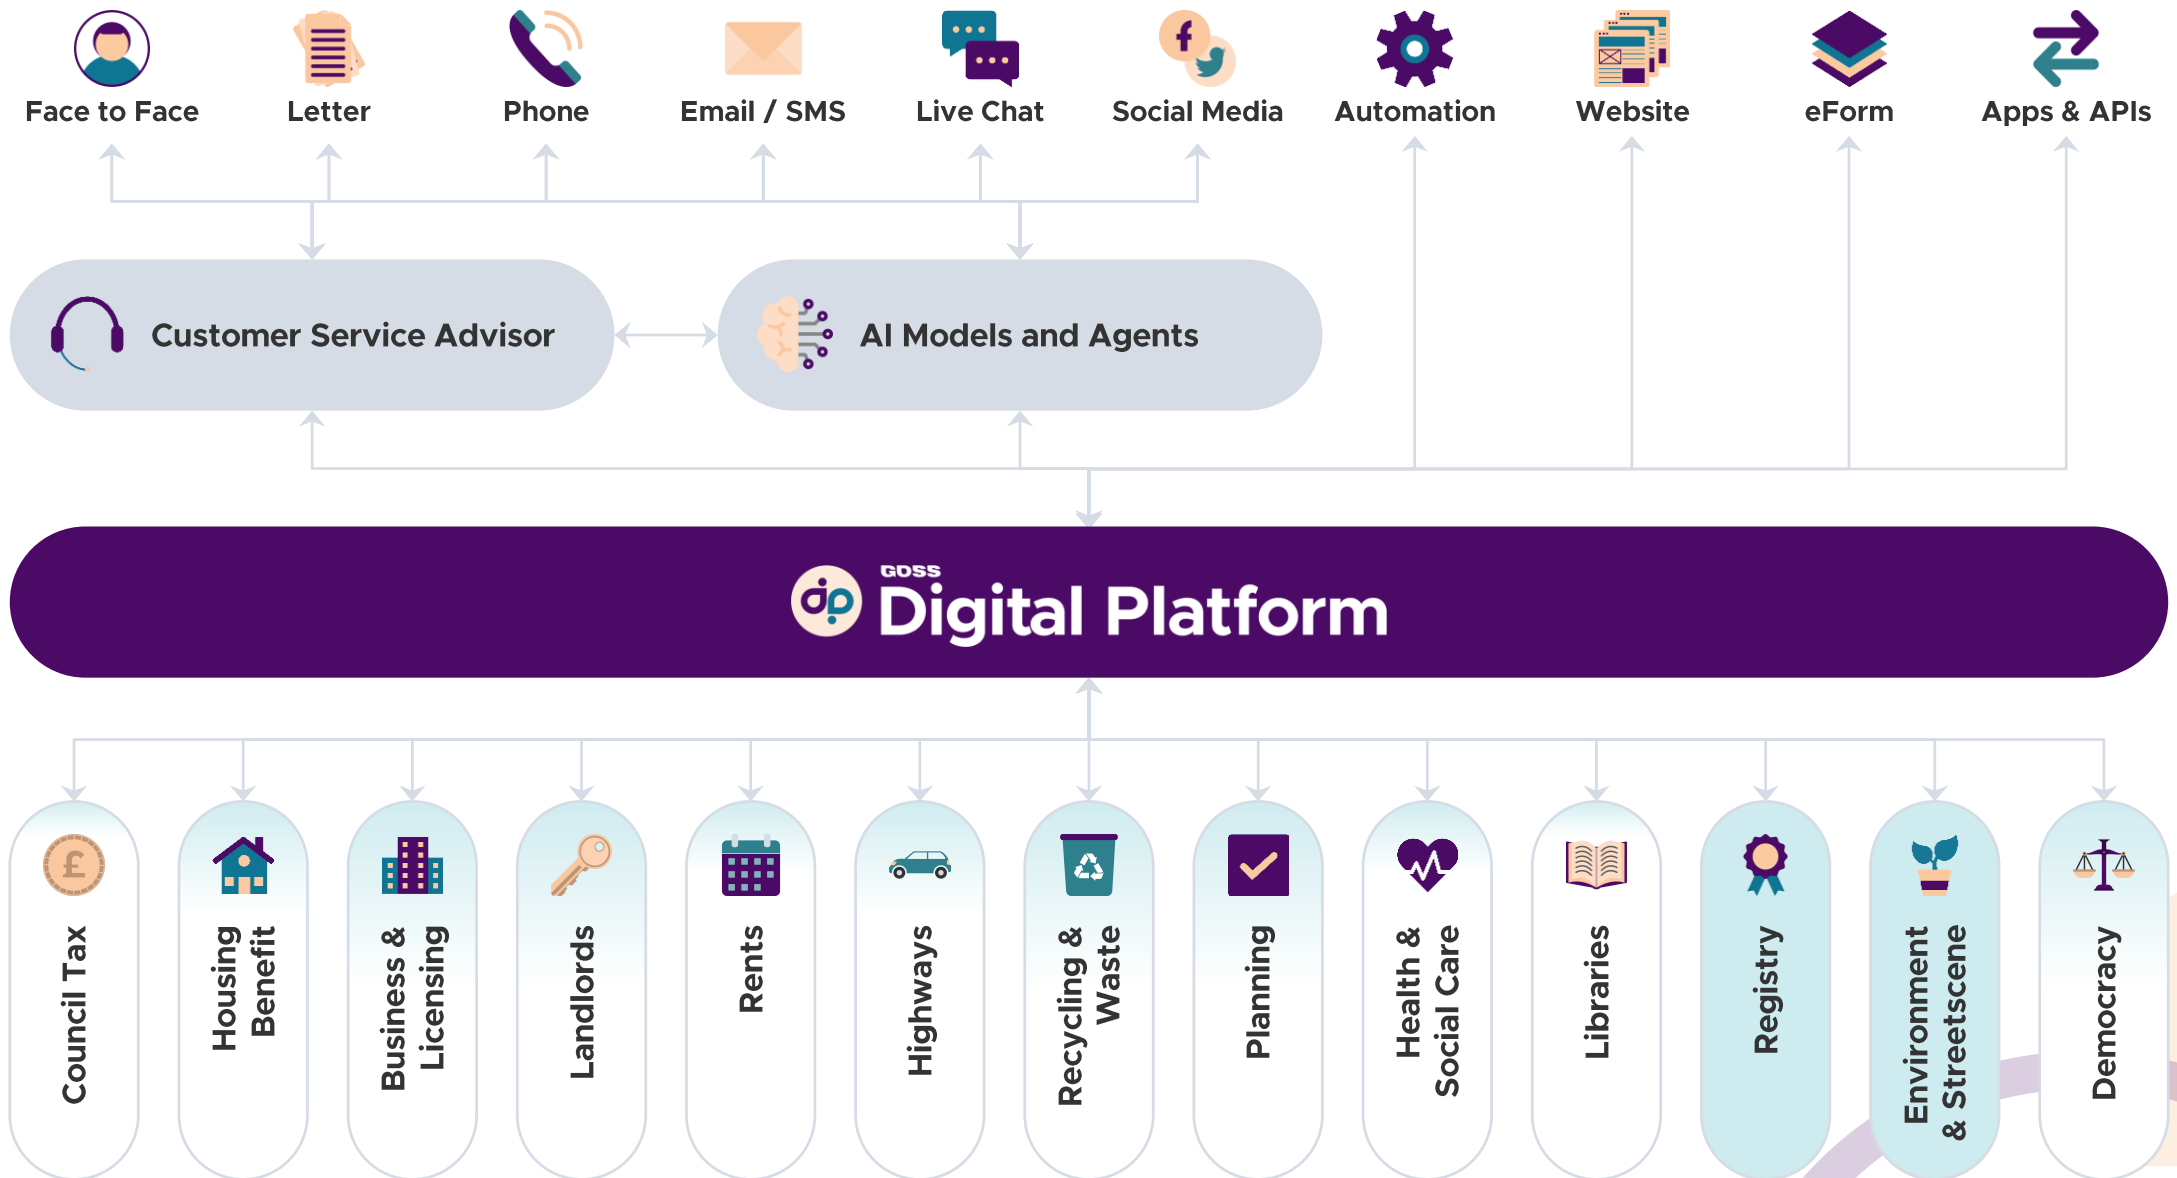 Face to Face
Letter
Phone
Email / SMS
Live Chat
Social Media
Automation
Website
eForm
Apps & APIs
Customer Service Advisor
AI Models and Agents
GOSS
Digital Platform
£
Council Tax
Housing
Benefit
Business &
Licensing
Landlords
Rents
Highways
Recycling &
Waste
Planning
Health &
Social Care
Libraries
Registry
Environment
& Streetscene
Democracy